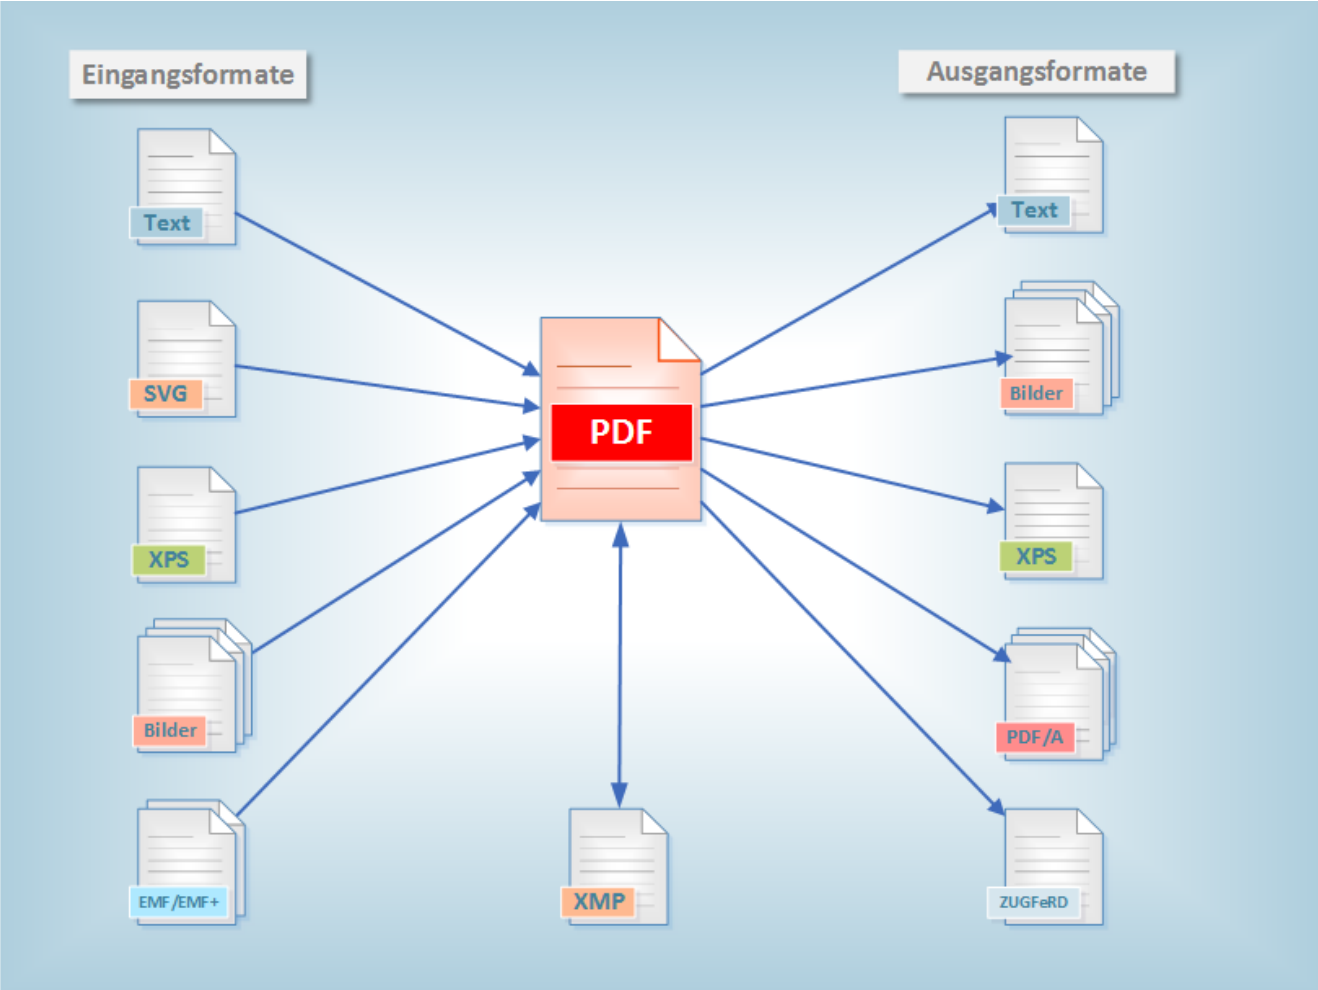 Eingangsformate
Ausgangsformate
Text
Text
SVG
Bilder
PDF
XPS
XPS
Bilder
PDF/A
EMF/EMF+
XMP
ZUGFeRD